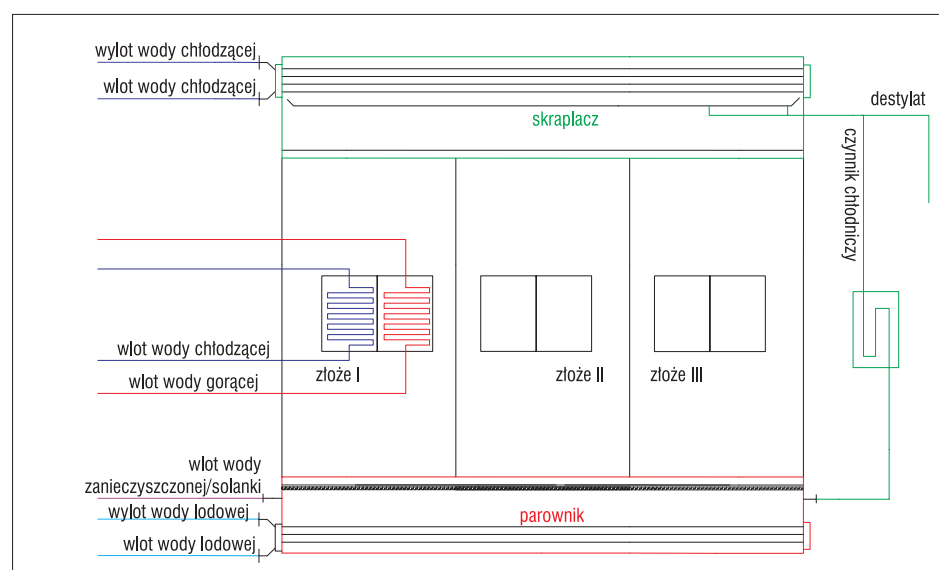 wylot wody chłodzącej
wlot wody chłodzącej
skraplacz
destylat
czynnik chłodniczy
wlot wody chłodzącej
wlot wody gorącej
złoże I
złoże II
złoże III
wlot wody
zanieczyszczonej/solanki
wylot wody lodowej
wlot wody lodowej
parownik